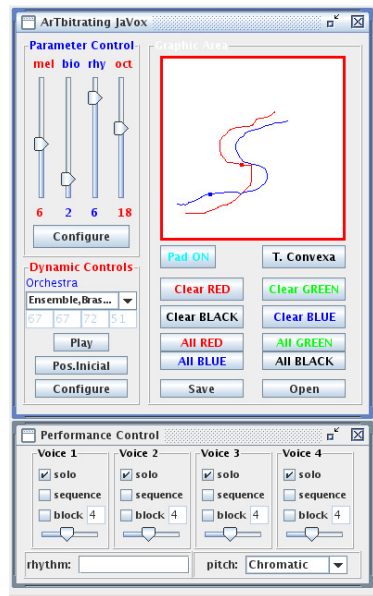 ArTbitrating JaVox
Parameter Control
Graphic Area
mel bio rhy oct
6 2 6 18
Configure
Pad ON
T. Convexa
Dynamic Controls
Orchestra
Ensemble,Bras...
67 67 72 51
Play
Pos.Inicial
Configure
Clear RED
Clear GREEN
Clear BLACK
Clear BLUE
All RED
All GREEN
All BLUE
All BLACK
Save
Open
Performance Control
Voice 1 Voice 2 Voice 3 Voice 4
solo solo solo solo
sequence sequence sequence sequence
block 4 block 4 block 4 block 4
rhythm: pitch: Chromatic